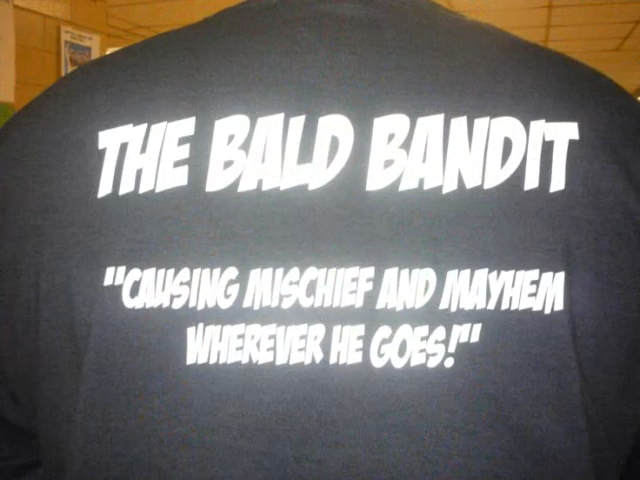 THE BALD BANDIT
"CAUSING MISCHIEF AND MAYHEM
WHEREVER HE GOES!"